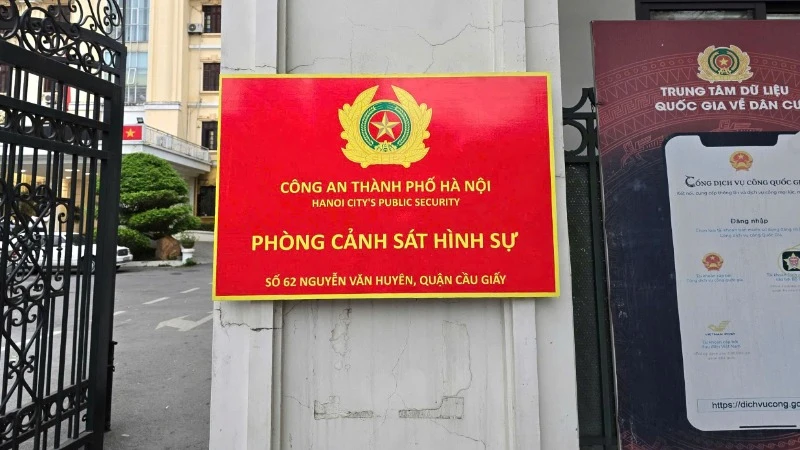 CÔNG AN THÀNH PHỐ HÀ NỘI
HANOI CITY'S PUBLIC SECURITY
PHÒNG CẢNH SÁT HÌNH SỰ
SỐ 62 NGUYỄN VĂN HUYÊN, QUẬN CẦU GIẤY
TRUNG TÂM DỮ LIỆU
QUỐC GIA VỀ DÂN CƯ
CỔNG DỊCH VỤ CÔNG QUỐC GI
Đăng nhập
https://dichvucong.go